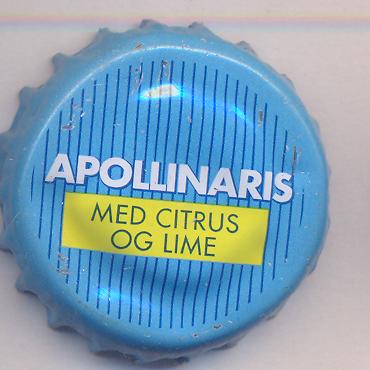 APOLLINARIS
MED CITRUS
OG LIME